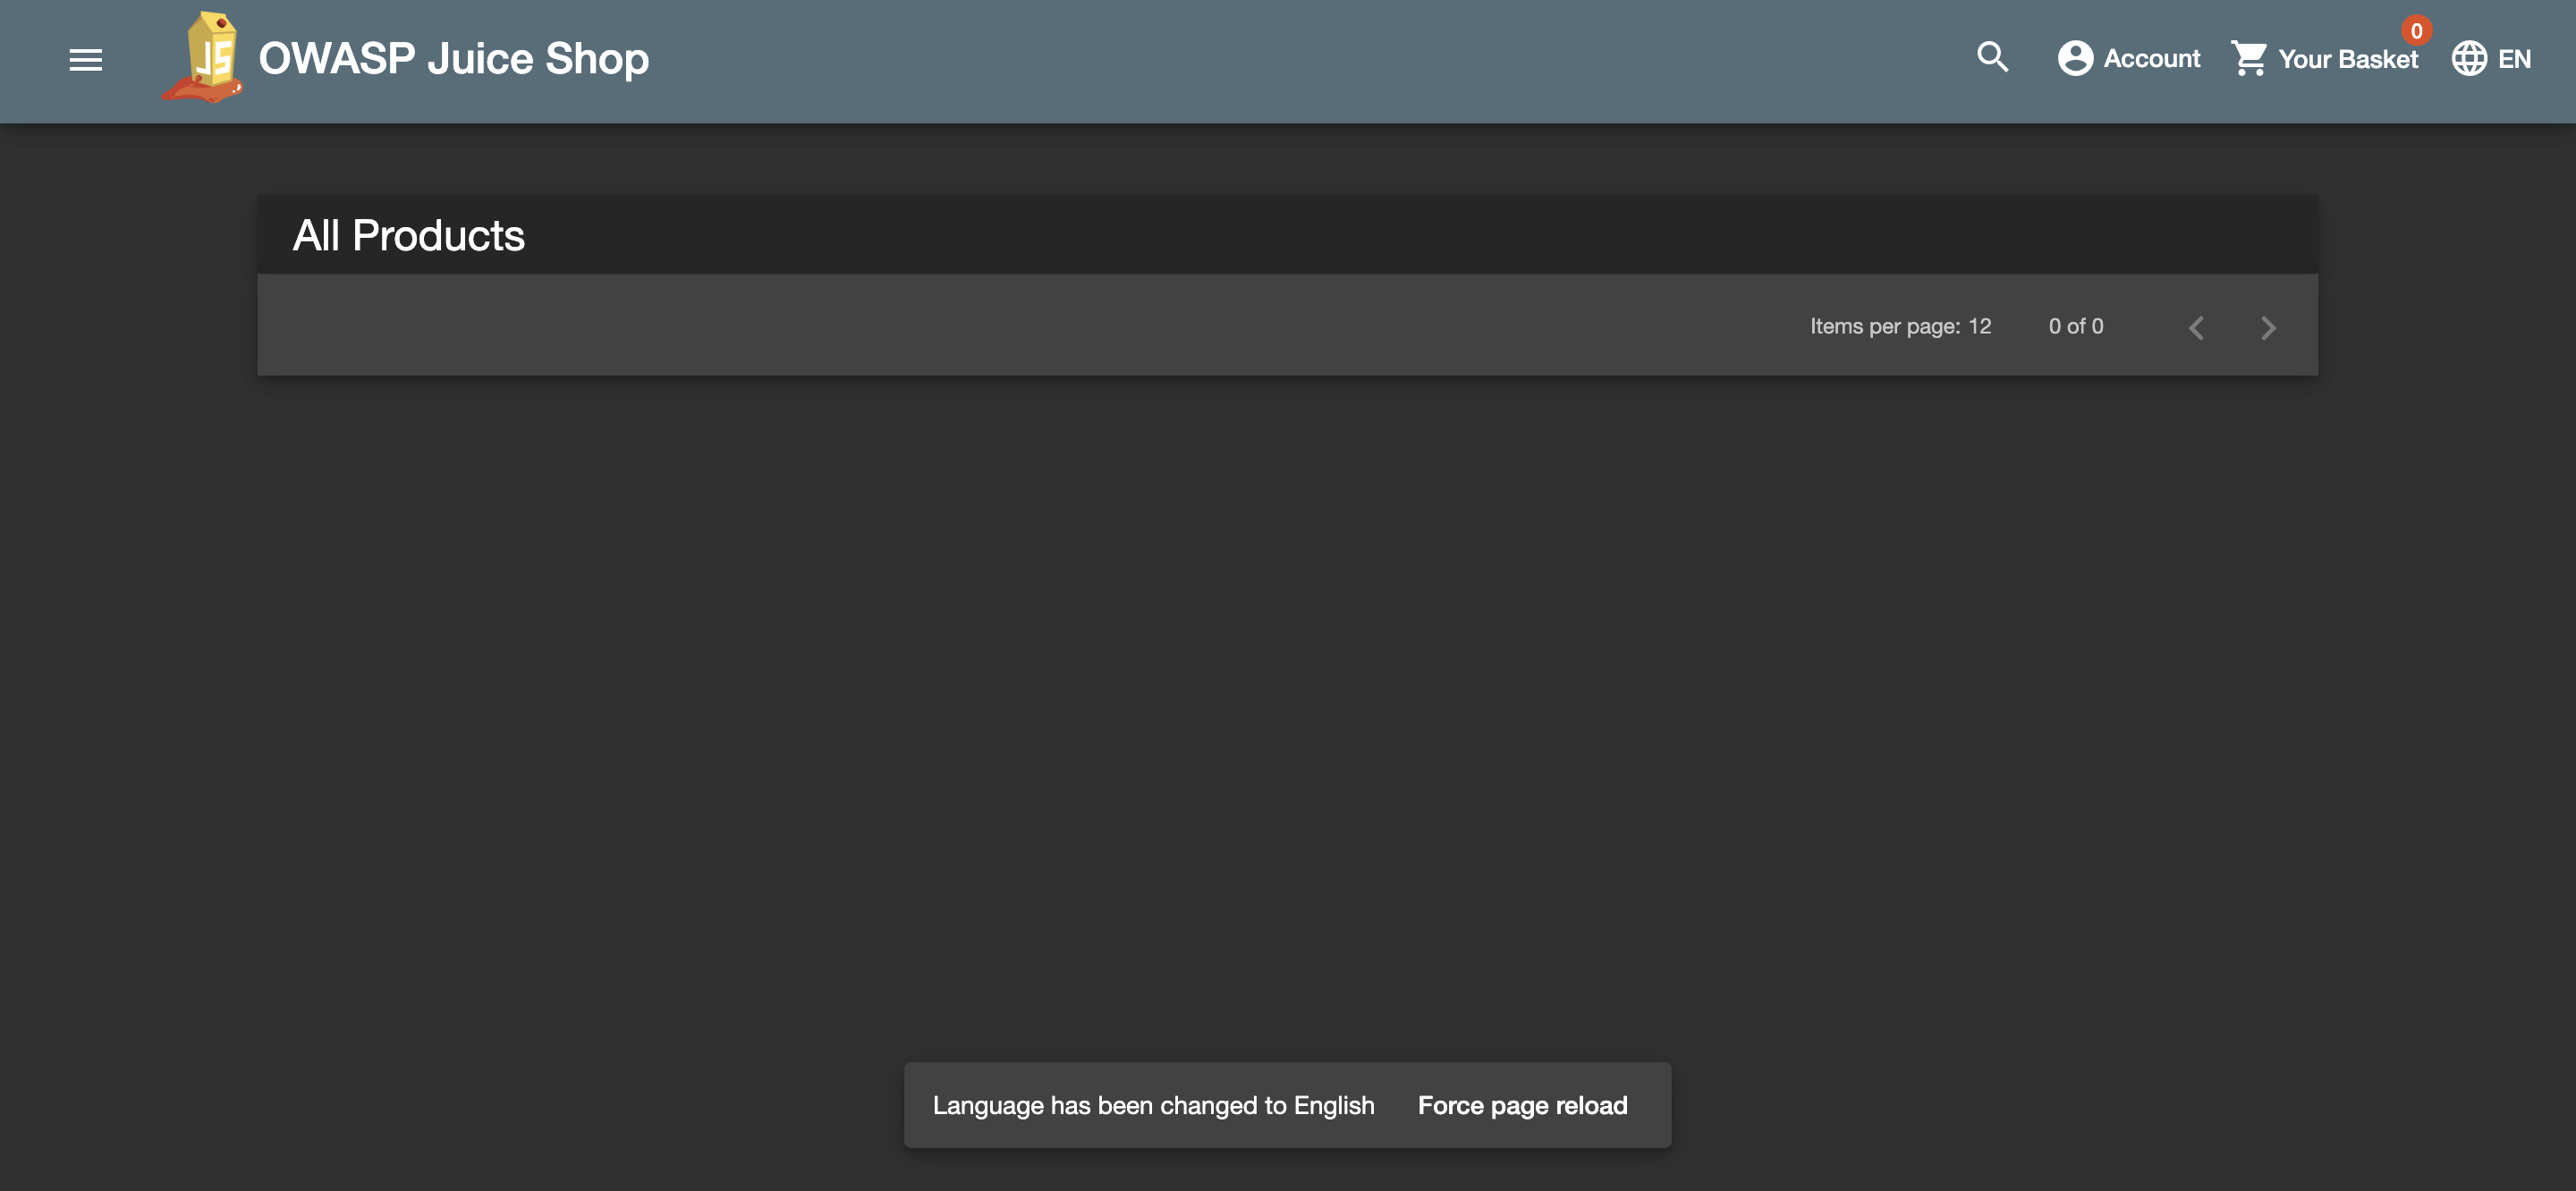 JS
OWASP Juice Shop
Account
Your Basket
0
EN
All Products
Items per page: 12
0 of 0
Language has been changed to English
Force page reload